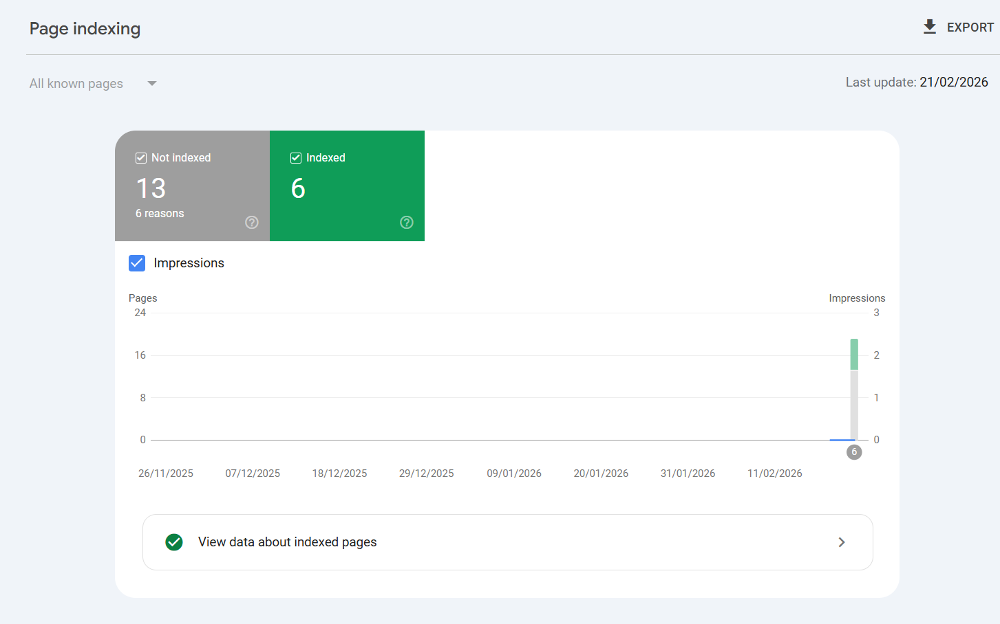 Page indexing
EXPORT
All known pages
Last update: 21/02/2026
Not indexed
13
6 reasons
Indexed
6
Impressions
Pages
Impressions
24
3
16
2
8
1
0
0
6
26/11/2025 07/12/2025 18/12/2025 29/12/2025 09/01/2026 20/01/2026 31/01/2026 11/02/2026
View data about indexed pages